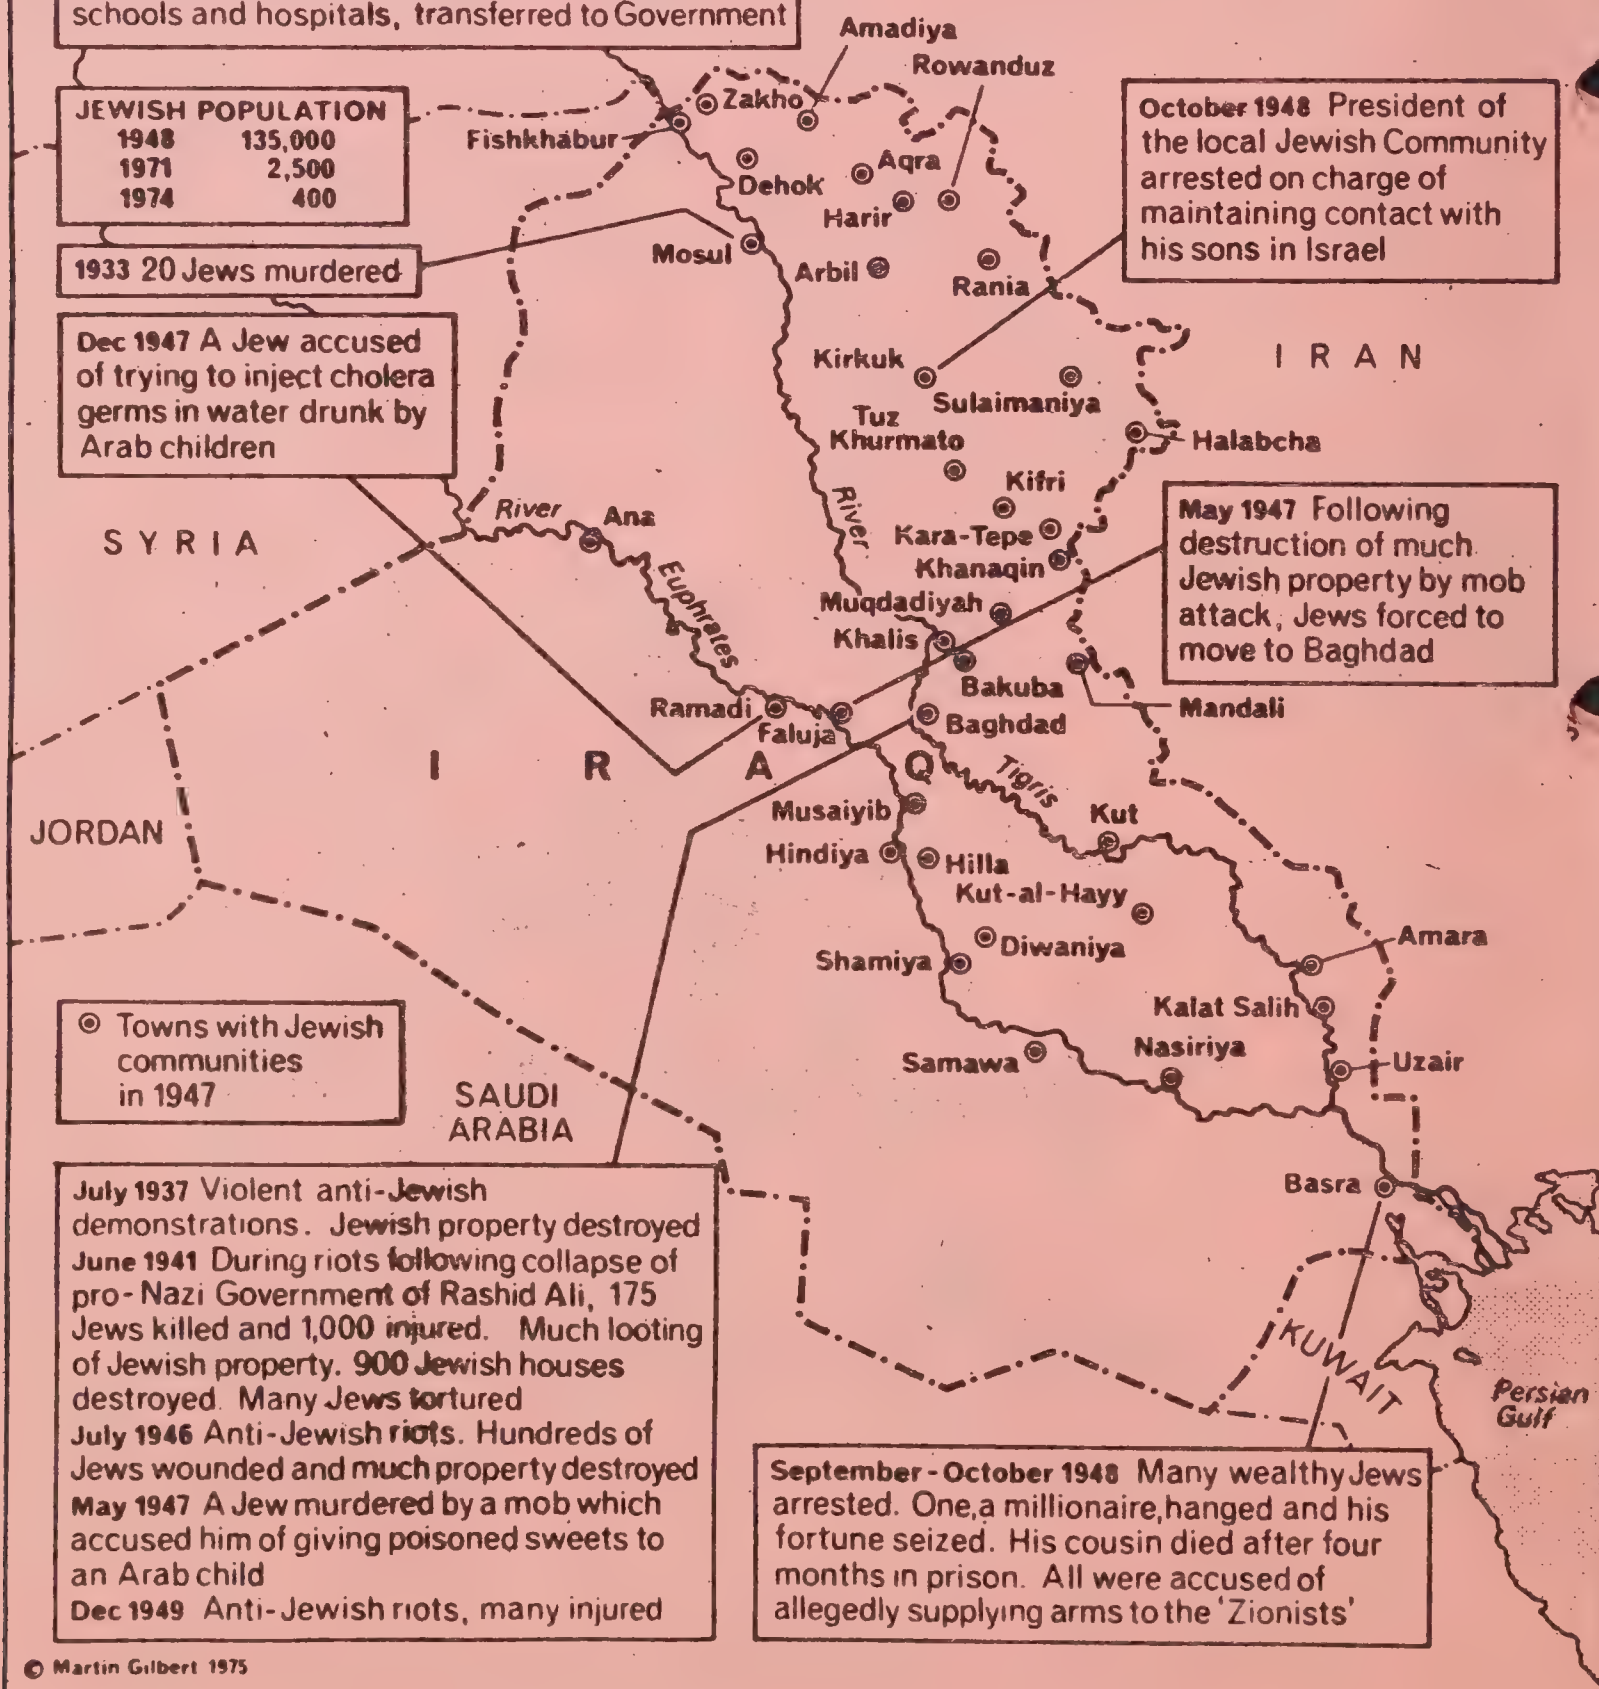 schools and hospitals, transferred to Government
Amadiya
Rowanduz
Zakho
Fishkhabur
Dehok
Aqra
Harir
Mosul
Arbil
Rania
JEWISH POPULATION
1948 135,000
1971 2,500
1974 400
1933 20 Jews murdered
Dec 1947 A Jew accused
of trying to inject cholera
germs in water drunk by
Arab children
October 1948 President of
the local Jewish Community
arrested on charge of
maintaining contact with
his sons in Israel
IRAN
Kirkuk
Sulaimaniya
Tuz
Khurmato
Halabcha
Kifri
Kara-Tepe
Khanaqin
River
SYRIA
River
Ana
Euphrates
Muqdadiyah
Khalis
Bakuba
May 1947 Following
destruction of much
Jewish property by mob
attack, Jews forced to
move to Baghdad
Mandali
Ramadi
Faluja
Baghdad
IRAQ
Tigris
JORDAN
Musaiyib
Kut
Hindiya
Hilla
Kut-al-Hayy
Diwaniya
Shamiya
Amara
Kalat Salih
Samawa
Nasiriya
Uzair
Towns with Jewish
communities
in 1947
SAUDI
ARABIA
Basra
KUWAIT
Persian
Gulf
July 1937 Violent anti-Jewish
demonstrations. Jewish property destroyed
June 1941 During riots following collapse of
pro-Nazi Government of Rashid Ali, 175
Jews killed and 1,000 injured. Much looting
of Jewish property. 900 Jewish houses
destroyed. Many Jews tortured
July 1946 Anti-Jewish riots. Hundreds of
Jews wounded and much property destroyed
May 1947 A Jew murdered by a mob which
accused him of giving poisoned sweets to
an Arab child
Dec 1949 Anti-Jewish riots, many injured
September-October 1948 Many wealthy Jews
arrested. One, a millionaire, hanged and his
fortune seized. His cousin died after four
months in prison. All were accused of
allegedly supplying arms to the 'Zionists'
© Martin Gilbert 1975